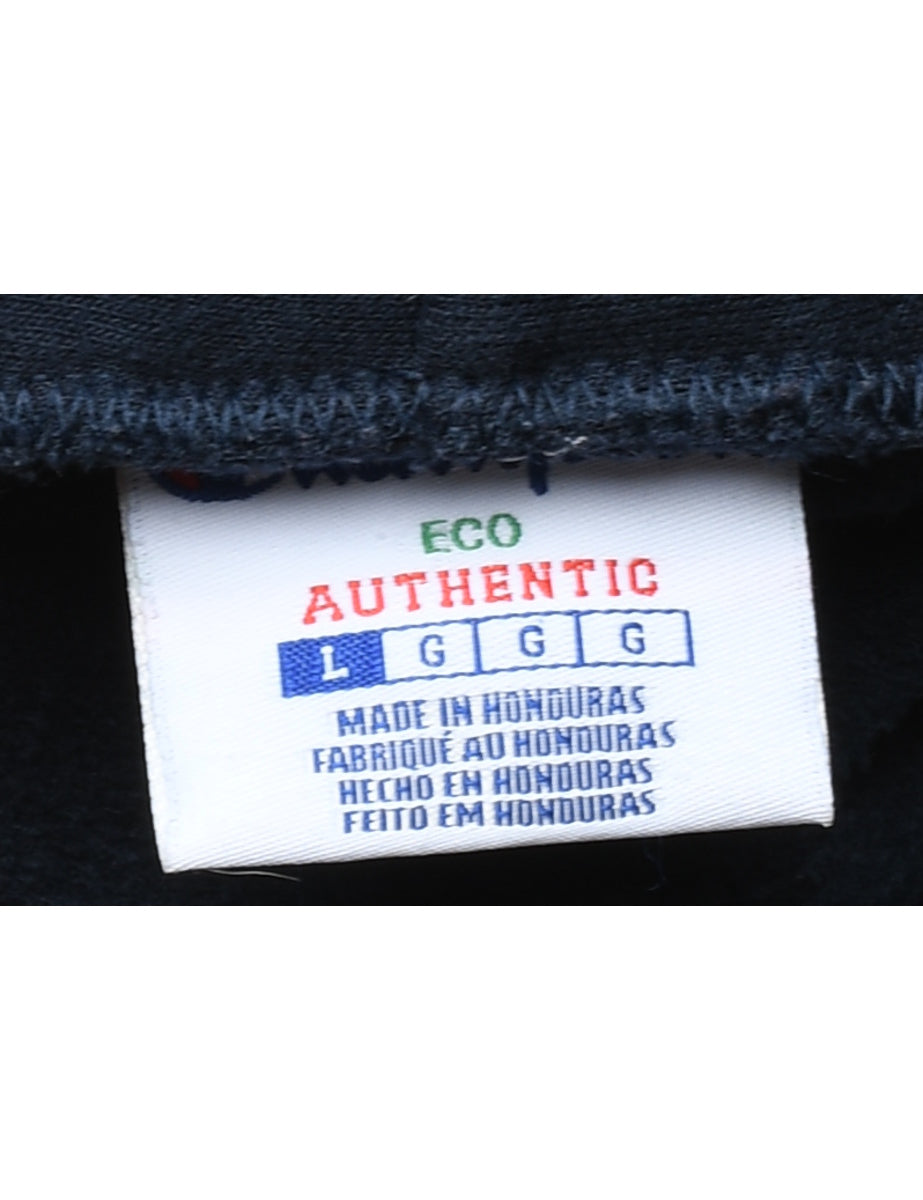 ECO
AUTHENTIC
L G G G
MADE IN HONDURAS
FABRIQUÉ AU HONDURAS
HECHO EN HONDURAS
FEITO EM HONDURAS